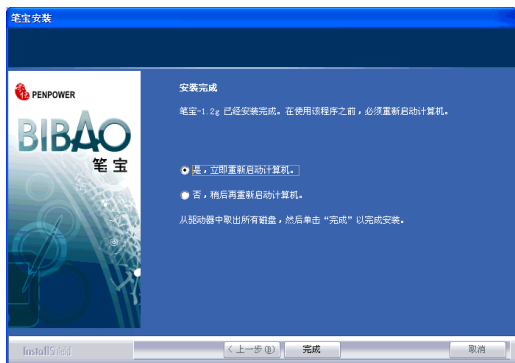 笔宝安装
PENPOWER
BIBAO
笔宝
安装完成
笔宝-1.2g 已经安装完成。在使用该程序之前，必须重新启动计算机。
是，立即重新启动计算机。
否，稍后再重新启动计算机。
从驱动器中取出所有磁盘，然后单击“完成”以完成安装。
InstallShield
< 上一步(B)
完成
取消